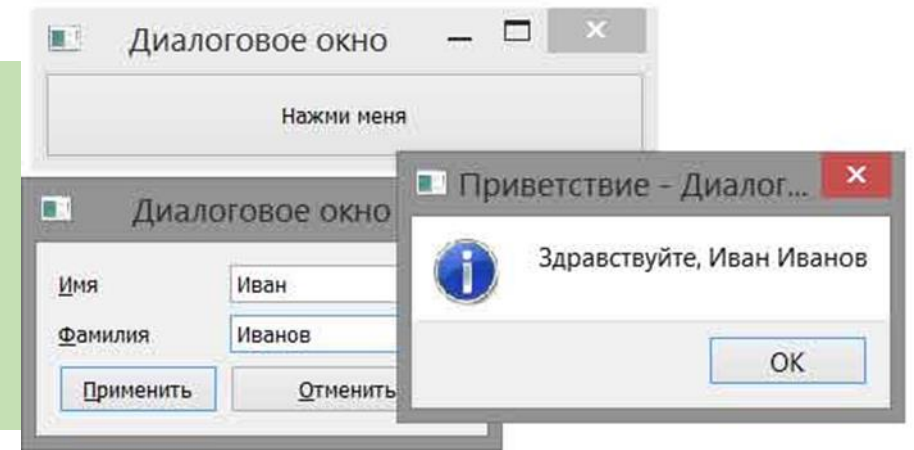 Диалоговое окно
Нажми меня
Диалоговое окно
Имя
Иван
Фамилия
Иванов
Применить
Отменить
Приветствие - Диалог...
Здравствуйте, Иван Иванов
OK